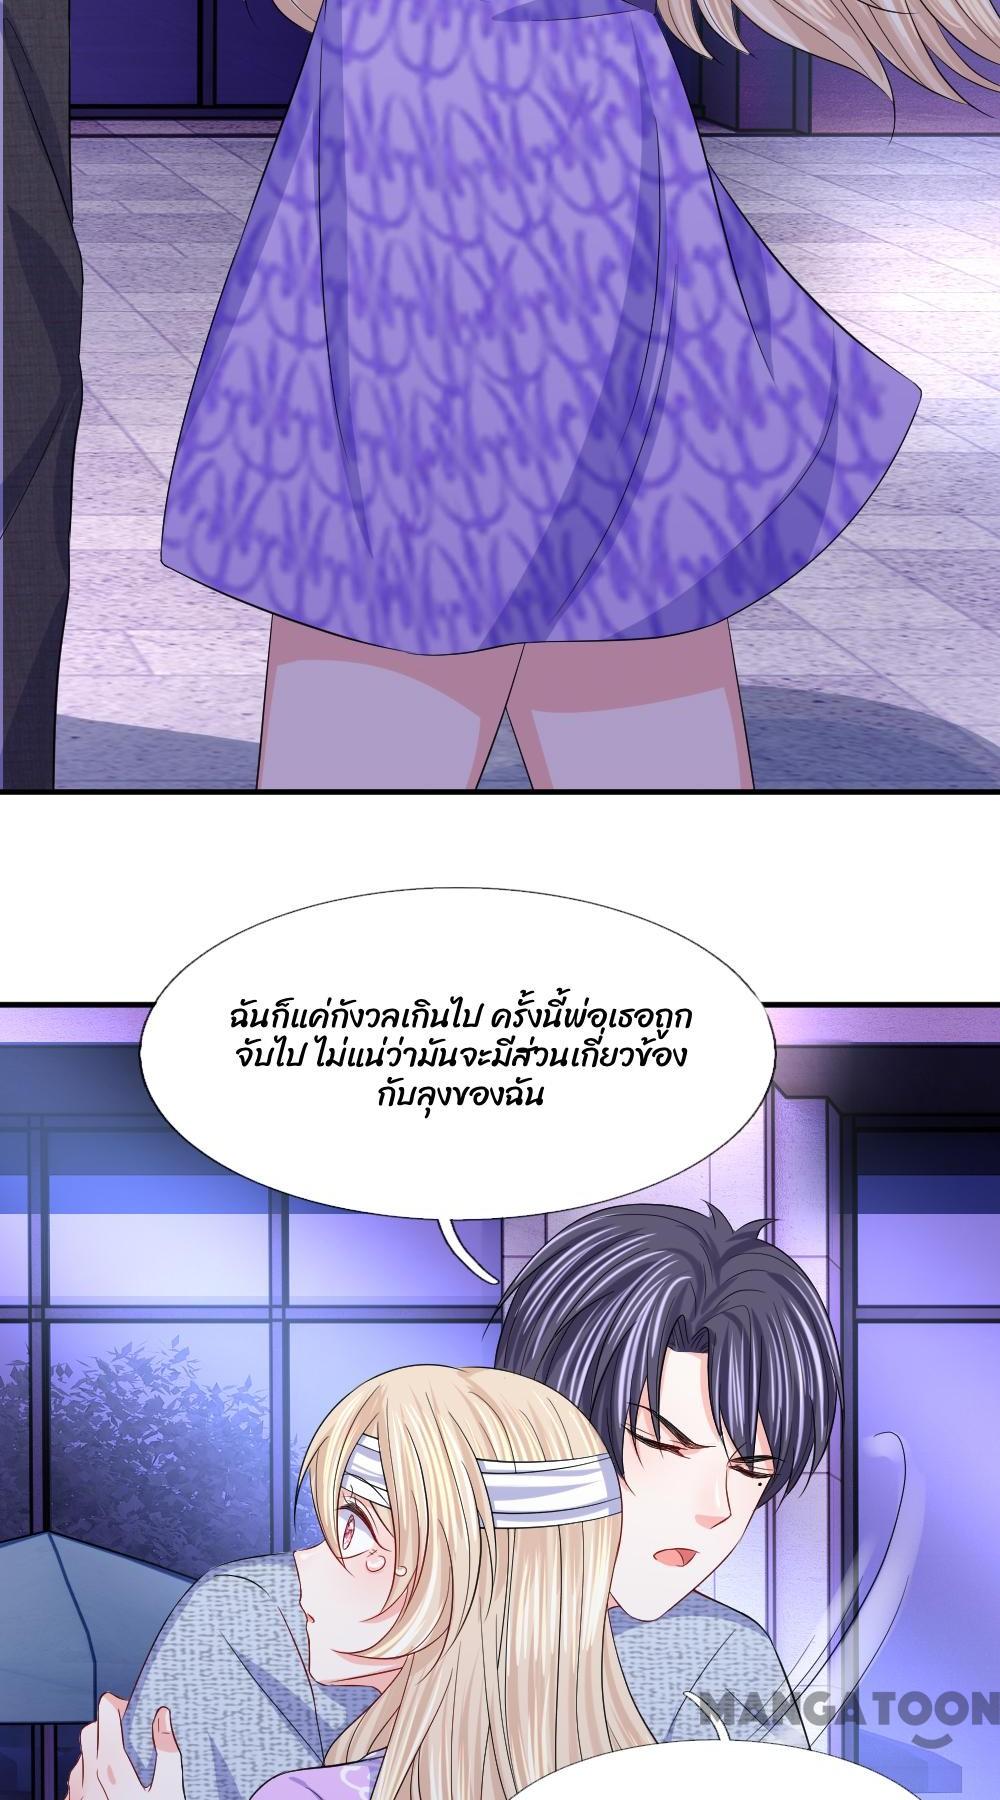 ฉันก็แค่กังวลเกินไป ครั้งนี้พ่อเธอถูก
จับไป ไม่แน่ว่ามันจะมีส่วนเกี่ยวข้อง
กับลุงของฉัน
MANGATOON